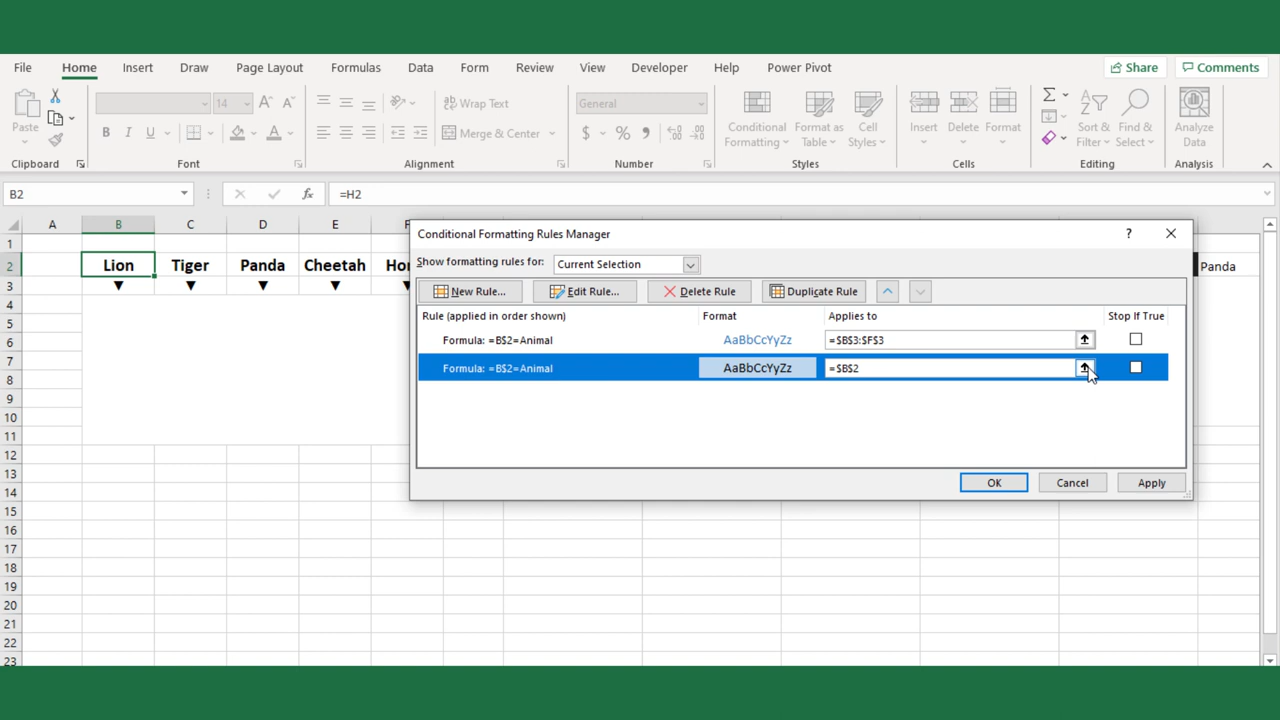 File Home Insert Draw Page Layout Formulas Data Form Review View Developer Help Power Pivot Share Comments
Paste 14 A A B I U A Wrap Text Merge & Center General $ % Conditional Formatting Format as Table Cell Styles Insert Delete Format Sort & Filter Find & Select Analyze Data
Clipboard Font Alignment Number Styles Cells Editing Analysis
B2 fx =H2
A B C D E
1
2 Lion Tiger Panda Cheetah Panda
3 ▼ ▼ ▼ ▼
4
5
6
7
8
9
10
11
12
13
14
15
16
17
18
19
20
21
22
23
Conditional Formatting Rules Manager ?
Show formatting rules for: Current Selection
New Rule... Edit Rule... Delete Rule Duplicate Rule
Rule (applied in order shown) Format Applies to Stop If True
Formula: =B$2=Animal AaBbCcYyZz =$B$3:$F$3
Formula: =B$2=Animal AaBbCcYyZz =$B$2
OK Cancel Apply